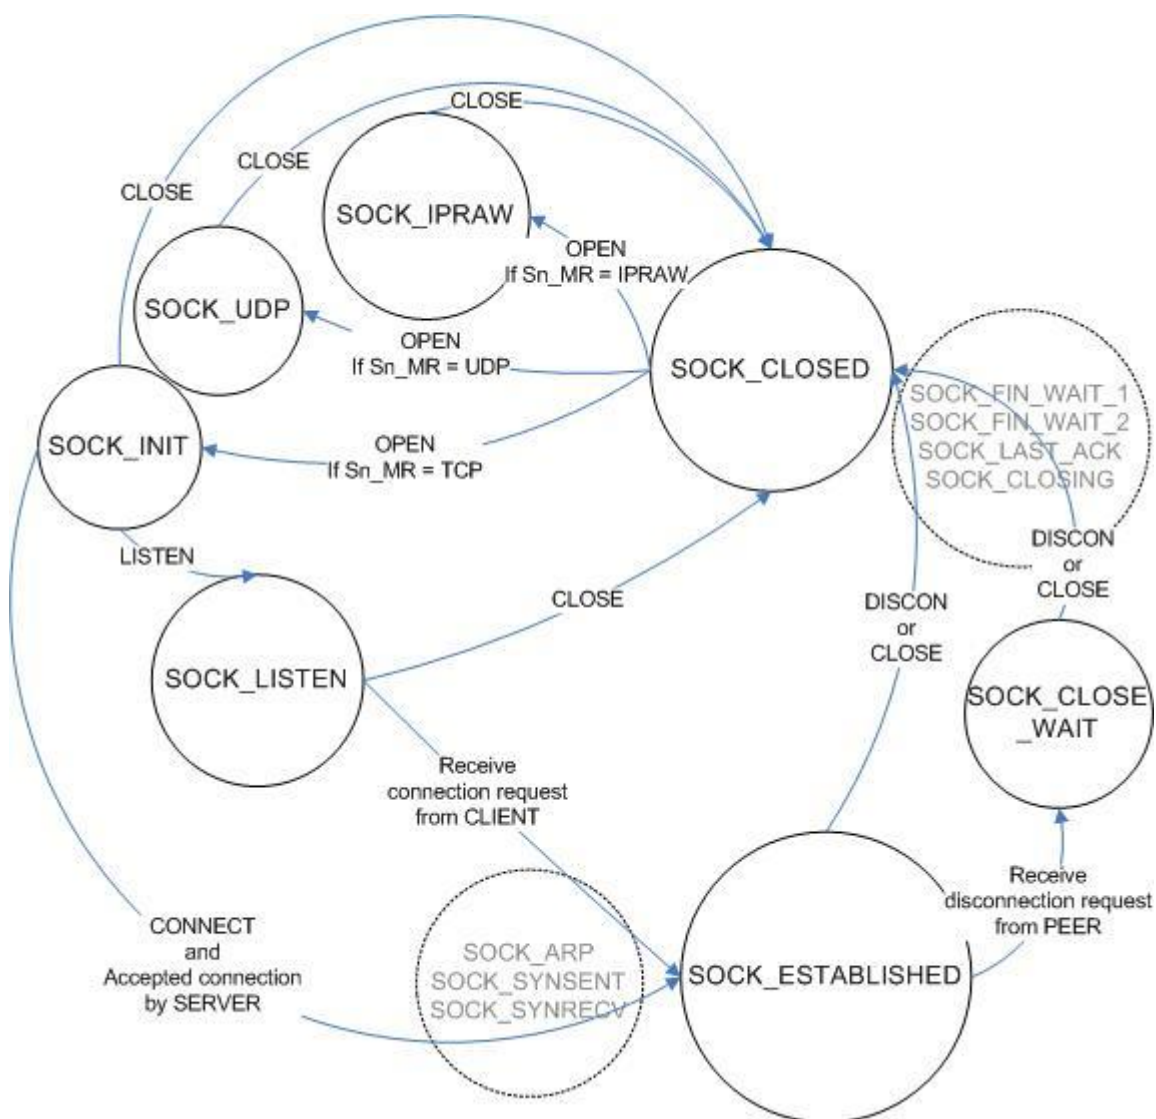 CLOSE
CLOSE
CLOSE
SOCK_IPRAW
OPEN
If Sn_MR = IPRAW
SOCK_UDP
OPEN
If Sn_MR = UDP
SOCK_CLOSED
SOCK_FIN_WAIT_1
SOCK_FIN_WAIT_2
SOCK_LAST_ACK
SOCK_CLOSING
SOCK_INIT
OPEN
If Sn_MR = TCP
LISTEN
DISCON
or
CLOSE
CLOSE
DISCON
or
CLOSE
SOCK_LISTEN
SOCK_CLOSE
_WAIT
Receive
connection request
from CLIENT
Receive
disconnection request
from PEER
CONNECT
and
Accepted connection
by SERVER
SOCK_ARP
SOCK_SYNSENT
SOCK_SYNRECV
SOCK_ESTABLISHED